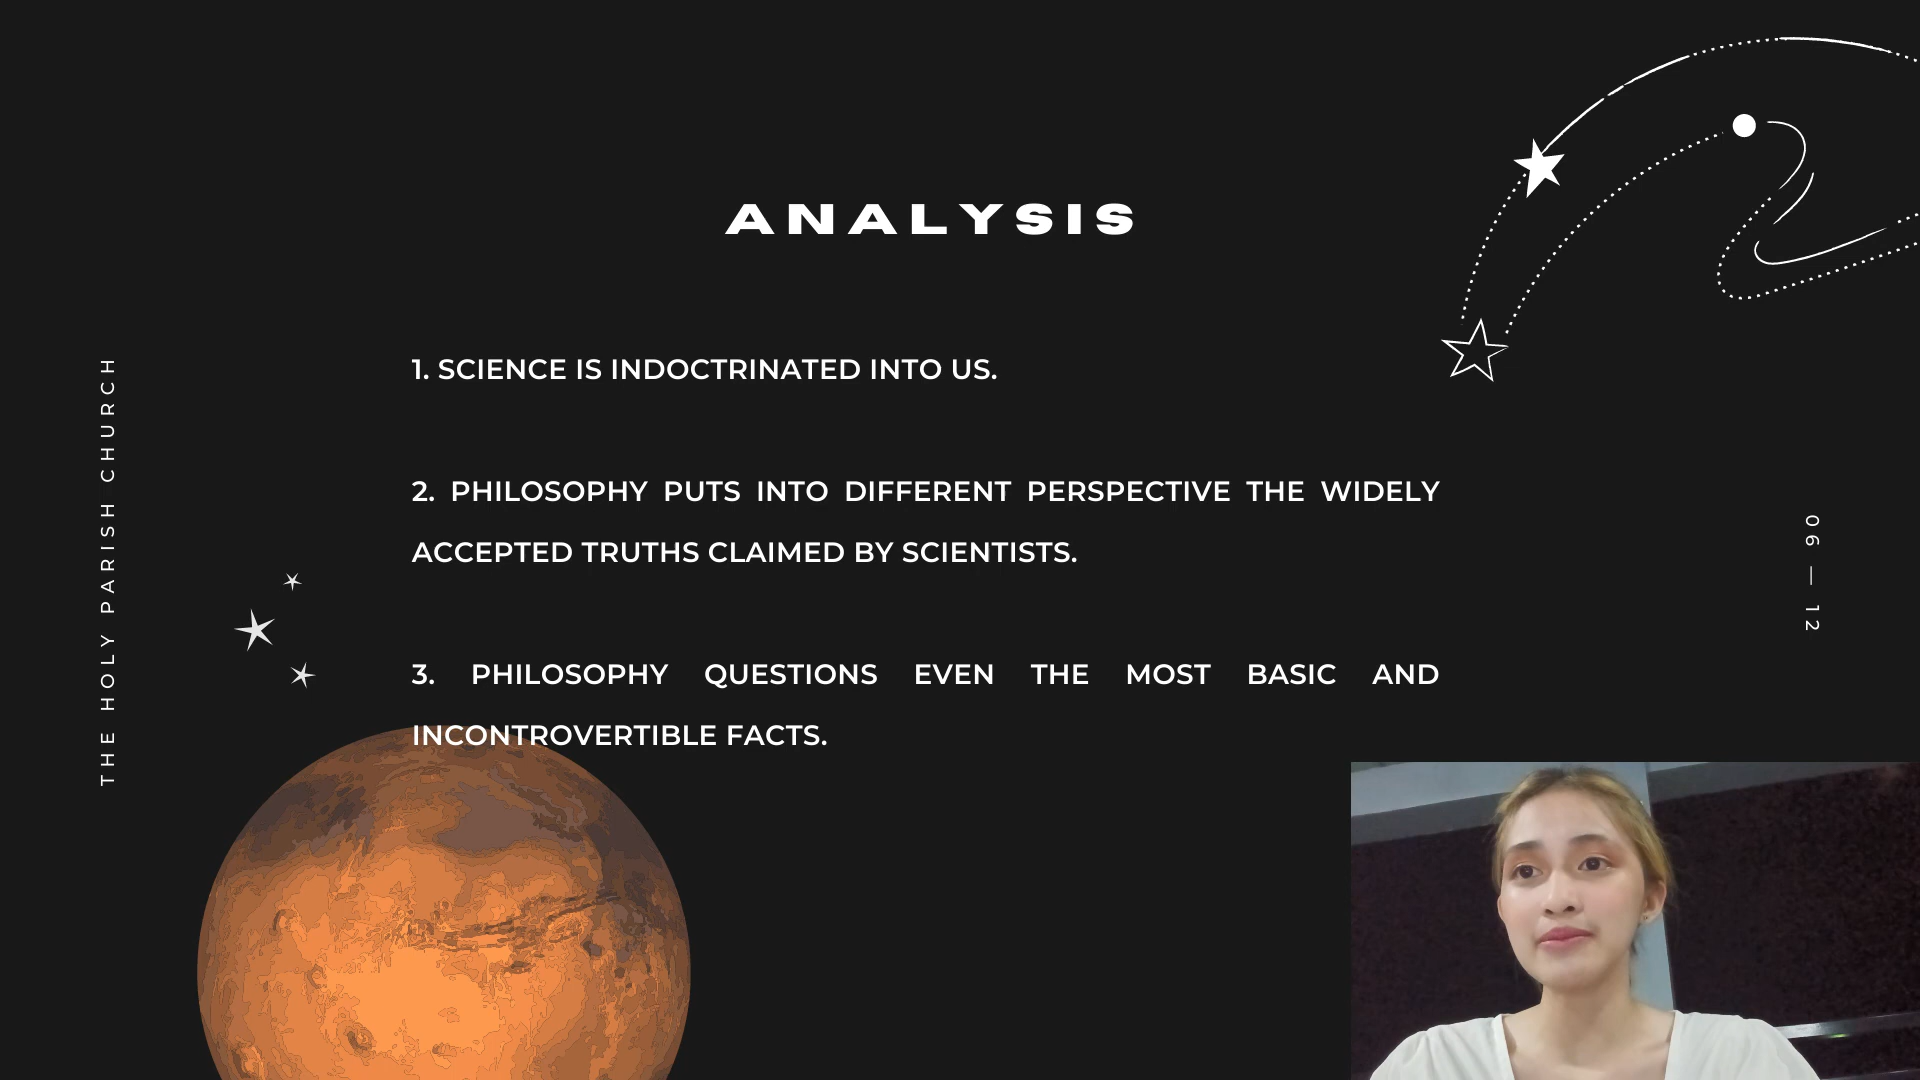 ANALYSIS
1. SCIENCE IS INDOCTRINATED INTO US.
2. PHILOSOPHY PUTS INTO DIFFERENT PERSPECTIVE THE WIDELY
ACCEPTED TRUTHS CLAIMED BY SCIENTISTS.
3. PHILOSOPHY QUESTIONS EVEN THE MOST BASIC AND
INCONTROVERTIBLE FACTS.
THE HOLY PARISH CHURCH
06 — 12